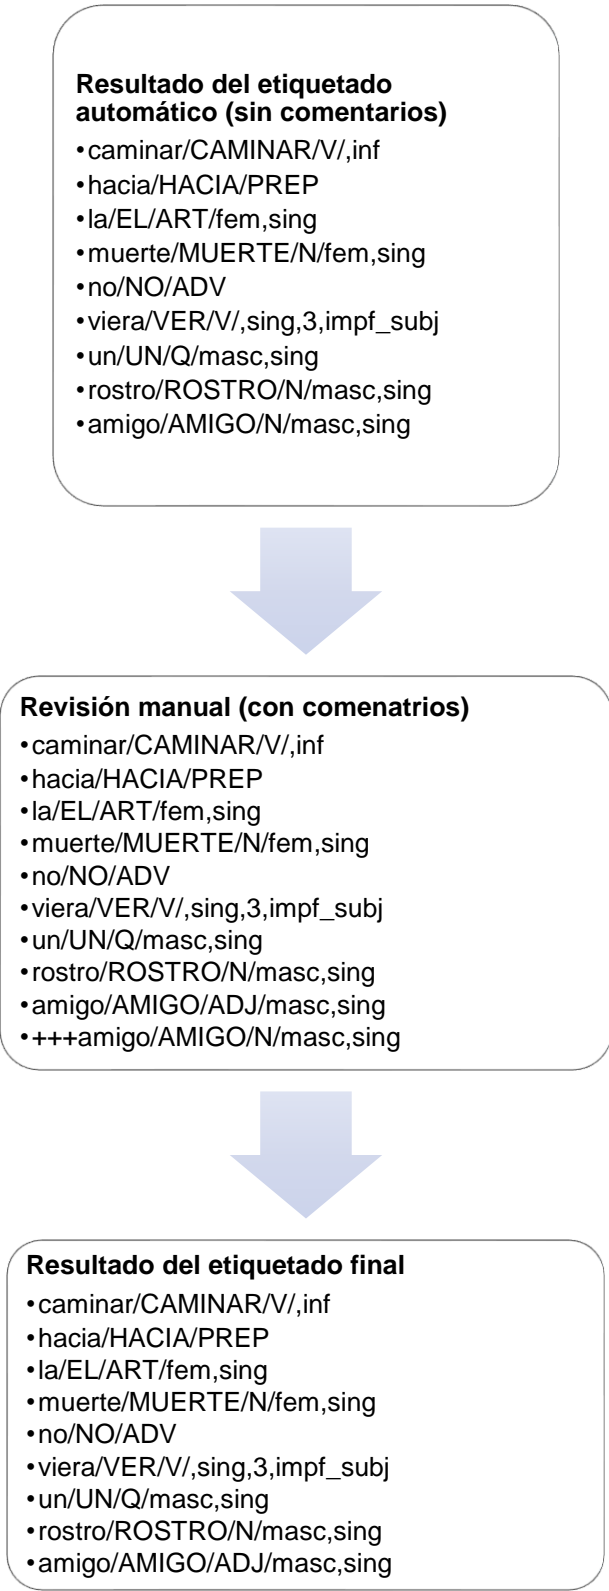 Resultado del etiquetado
automático (sin comentarios)
•caminar/CAMINAR/V/,inf
•hacia/HACIA/PREP
•la/EL/ART/fem,sing
•muerte/MUERTE/N/fem,sing
•no/NO/ADV
•viera/VER/V/,sing,3,impf_subj
•un/UN/Q/masc,sing
•rostro/ROSTRO/N/masc,sing
•amigo/AMIGO/N/masc,sing
Revisión manual (con comenatrios)
•caminar/CAMINAR/V/,inf
•hacia/HACIA/PREP
•la/EL/ART/fem,sing
•muerte/MUERTE/N/fem,sing
•no/NO/ADV
•viera/VER/V/,sing,3,impf_subj
•un/UN/Q/masc,sing
•rostro/ROSTRO/N/masc,sing
•amigo/AMIGO/ADJ/masc,sing
•+++amigo/AMIGO/N/masc,sing
Resultado del etiquetado final
•caminar/CAMINAR/V/,inf
•hacia/HACIA/PREP
•la/EL/ART/fem,sing
•muerte/MUERTE/N/fem,sing
•no/NO/ADV
•viera/VER/V/,sing,3,impf_subj
•un/UN/Q/masc,sing
•rostro/ROSTRO/N/masc,sing
•amigo/AMIGO/ADJ/masc,sing